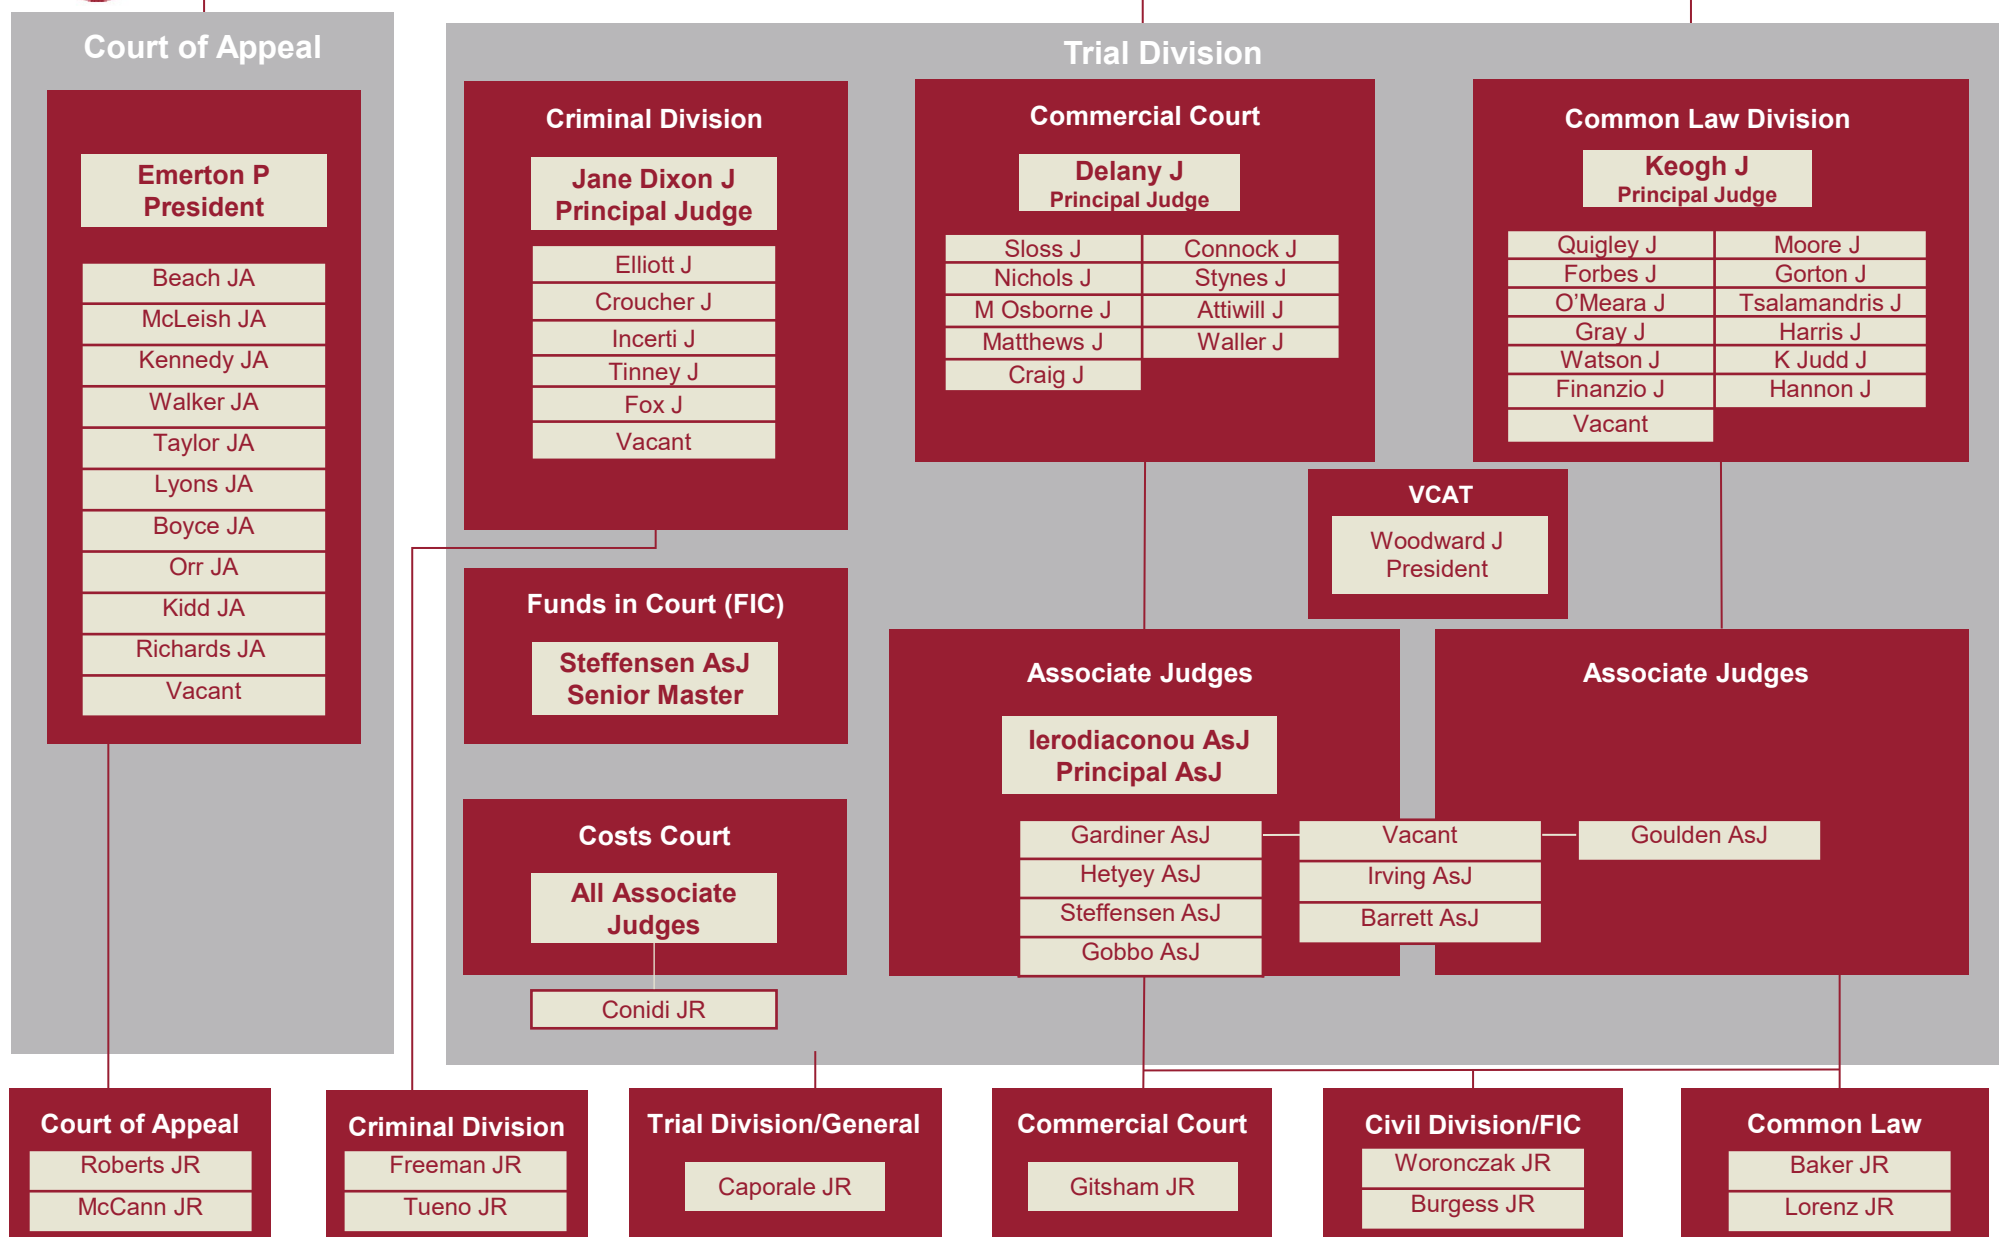 Court of Appeal
Emerton P
President
Beach JA
McLeish JA
Kennedy JA
Walker JA
Taylor JA
Lyons JA
Boyce JA
Orr JA
Kidd JA
Richards JA
Vacant
Trial Division
Criminal Division
Jane Dixon J
Principal Judge
Elliott J
Croucher J
Incerti J
Tinney J
Fox J
Vacant
Commercial Court
Delany J
Principal Judge
Sloss J
Connock J
Nichols J
Stynes J
M Osborne J
Attiwill J
Matthews J
Waller J
Craig J
Common Law Division
Keogh J
Principal Judge
Quigley J
Moore J
Forbes J
Gorton J
O’Meara J
Tsalamandris J
Gray J
Harris J
Watson J
K Judd J
Finanzio J
Hannon J
Vacant
VCAT
Woodward J
President
Funds in Court (FIC)
Steffensen AsJ
Senior Master
Costs Court
All Associate
Judges
Conidi JR
Associate Judges
Ierodiaconou AsJ
Principal AsJ
Gardiner AsJ
Hetyey AsJ
Steffensen AsJ
Gobbo AsJ
Vacant
Irving AsJ
Barrett AsJ
Associate Judges
Goulden AsJ
Court of Appeal
Roberts JR
McCann JR
Criminal Division
Freeman JR
Tueno JR
Trial Division/General
Caporale JR
Commercial Court
Gitsham JR
Civil Division/FIC
Woronczak JR
Burgess JR
Common Law
Baker JR
Lorenz JR